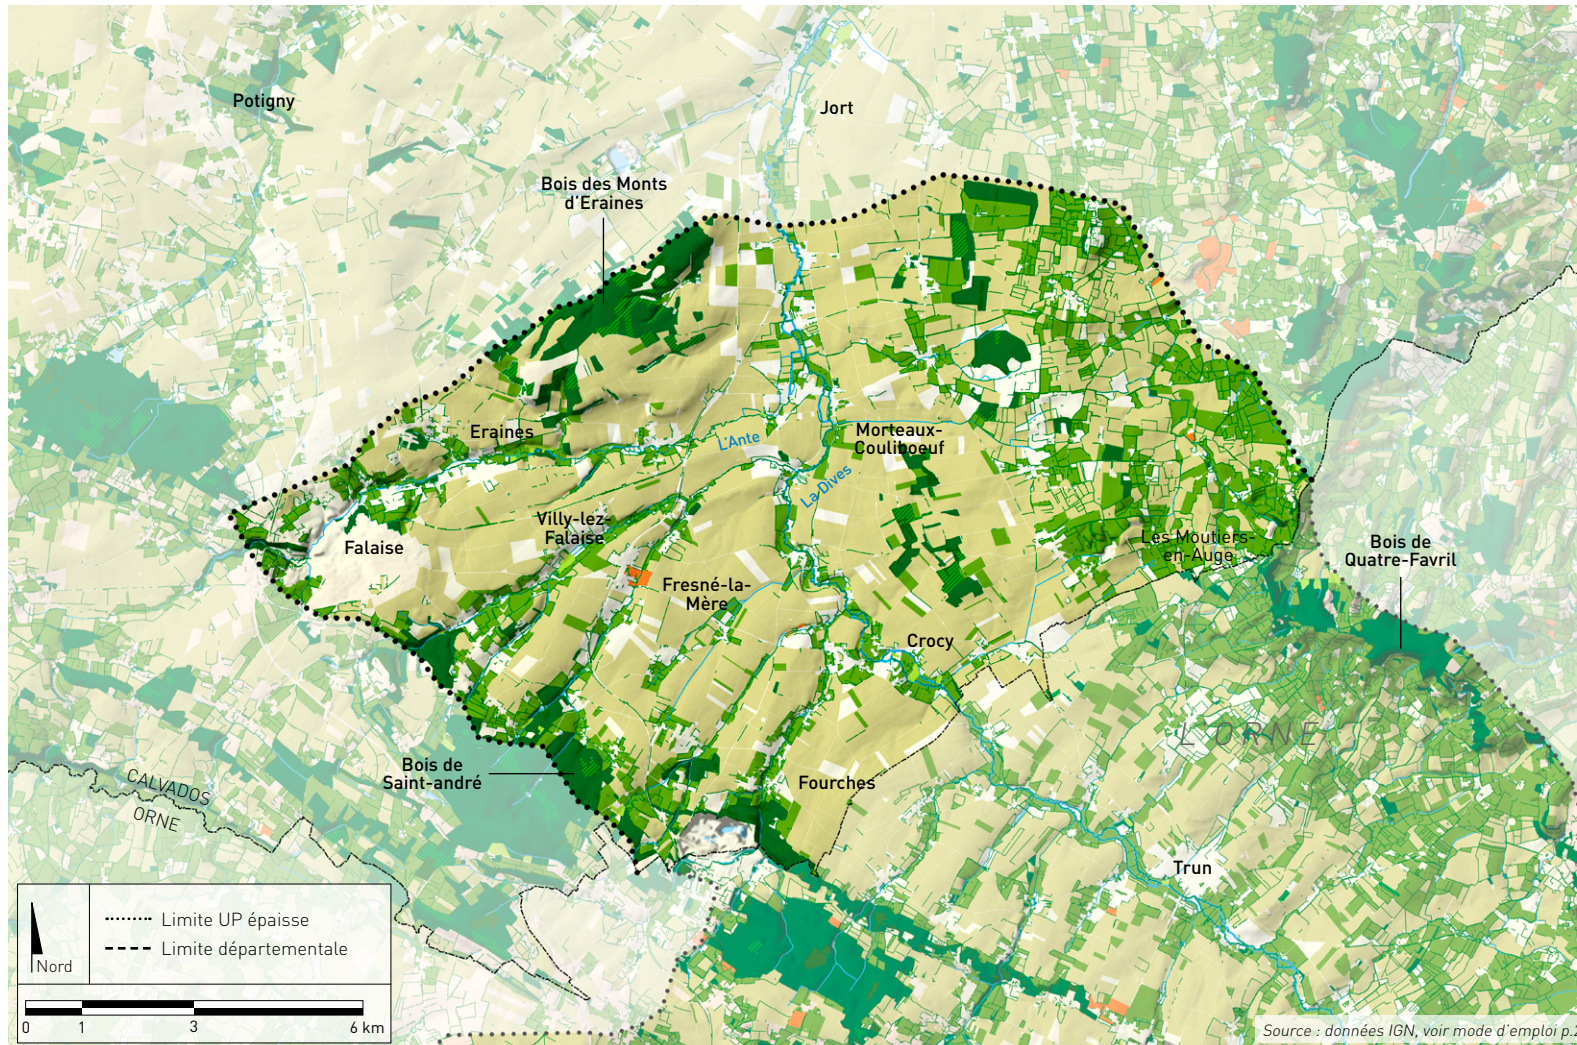 Potigny
Jort
Bois des Monts
d'Eraines
Eraines
L'Ante
Morteaux-
Couliboeuf
La Dives
Villy-lez-
Falaise
Falaise
Les Moutiers-
en-Auge
Bois de
Quatre-Favril
Fresné-la-
Mère
Crocy
L'ORNE
Bois de
Saint-andré
Fourches
CALVADOS
ORNE
Trun
Limite UP épaisse
Limite départementale
Nord
0 1 3 6 km
Source : données IGN, voir mode d'emploi p.2